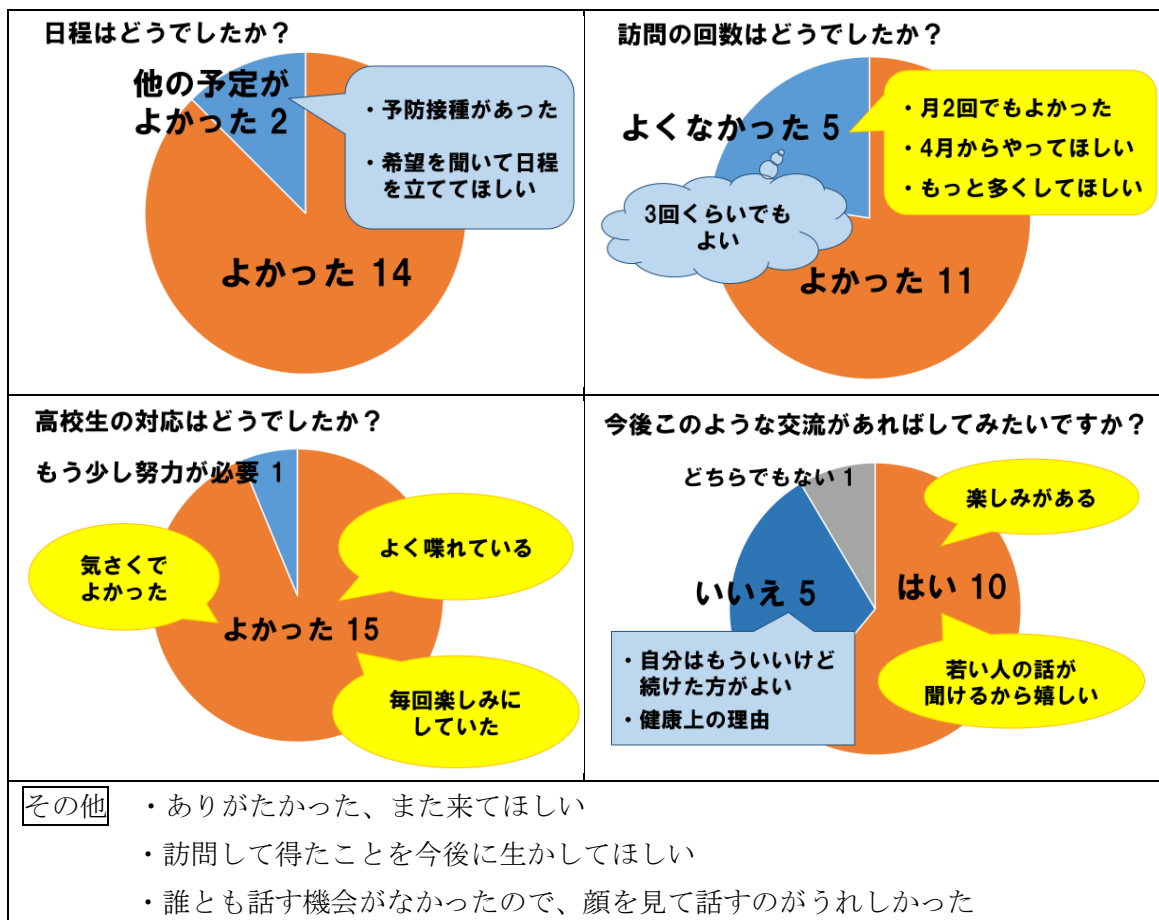 日程はどうでしたか？
他の予定が
よかった 2
・予防接種があった
・希望を聞いて日程
を立ててほしい
よかった 14
訪問の回数はどうでしたか？
よくなかった 5
・月2回でもよかった
・4月からやってほしい
・もっと多くしてほしい
3回くらいでも
よい
よかった 11
高校生の対応はどうでしたか？
もう少し努力が必要 1
気さくで
よかった
よく喋れている
よかった 15
毎回楽しみに
していた
今後このような交流があればしてみたいですか？
どちらでもない 1
楽しみがある
いいえ 5
はい 10
・自分はもういいけど
続けた方がよい
・健康上の理由
若い人の話が
聞けるから嬉しい
その他 ・ありがたかった、また来てほしい
・訪問して得たことを今後に生かしてほしい
・誰とも話す機会がなかったので、顔を見て話すのがうれしかった